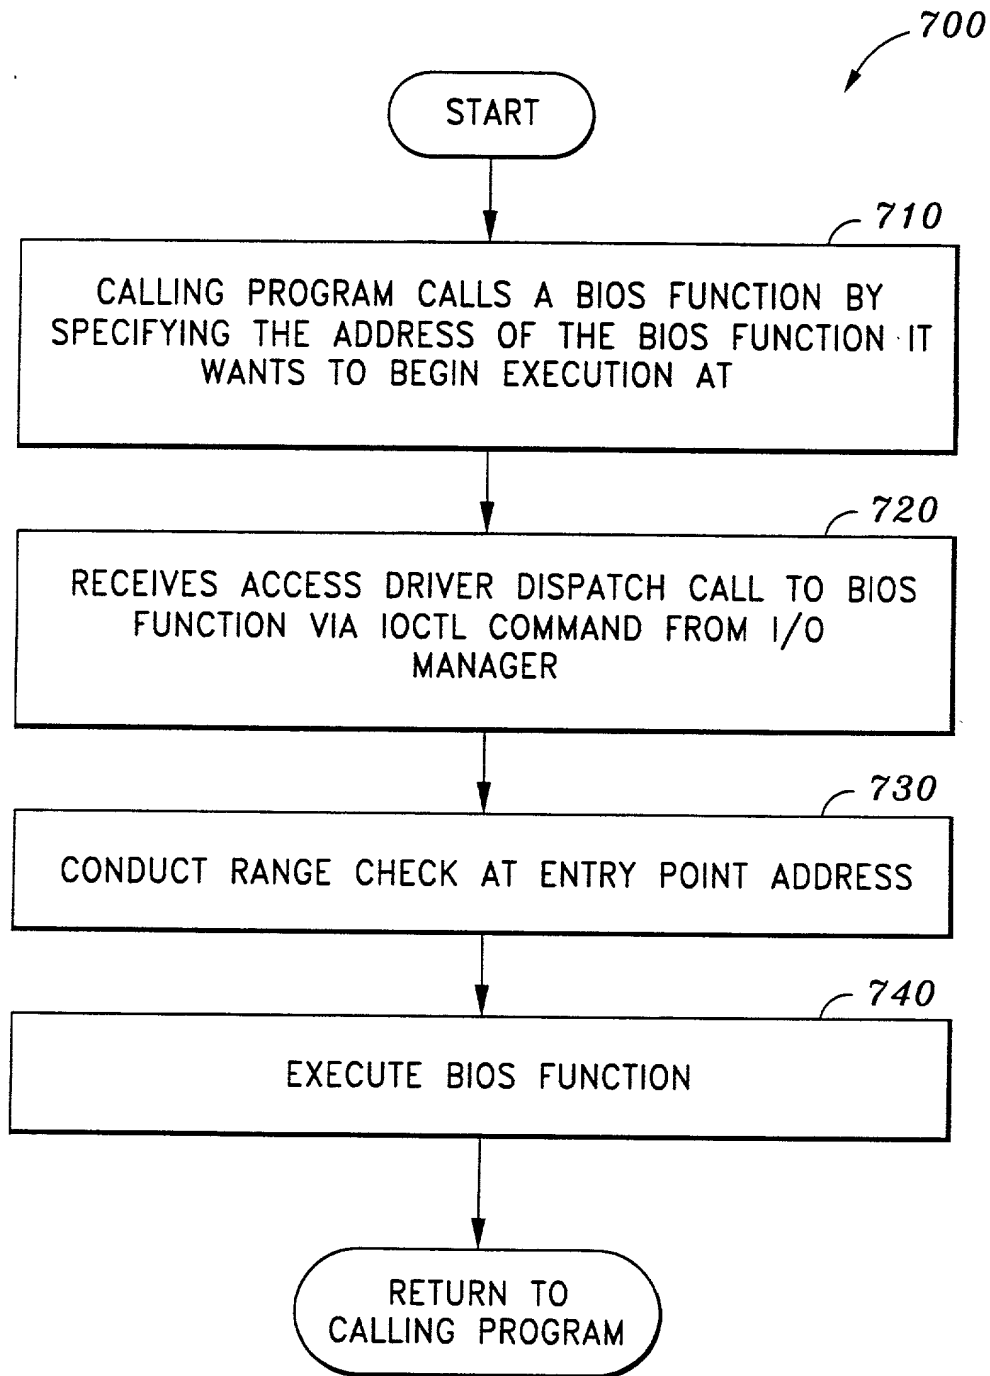 700
START
710
CALLING PROGRAM CALLS A BIOS FUNCTION BY
SPECIFYING THE ADDRESS OF THE BIOS FUNCTION IT
WANTS TO BEGIN EXECUTION AT
720
RECEIVES ACCESS DRIVER DISPATCH CALL TO BIOS
FUNCTION VIA IOCTL COMMAND FROM I/O
MANAGER
730
CONDUCT RANGE CHECK AT ENTRY POINT ADDRESS
740
EXECUTE BIOS FUNCTION
RETURN TO
CALLING PROGRAM